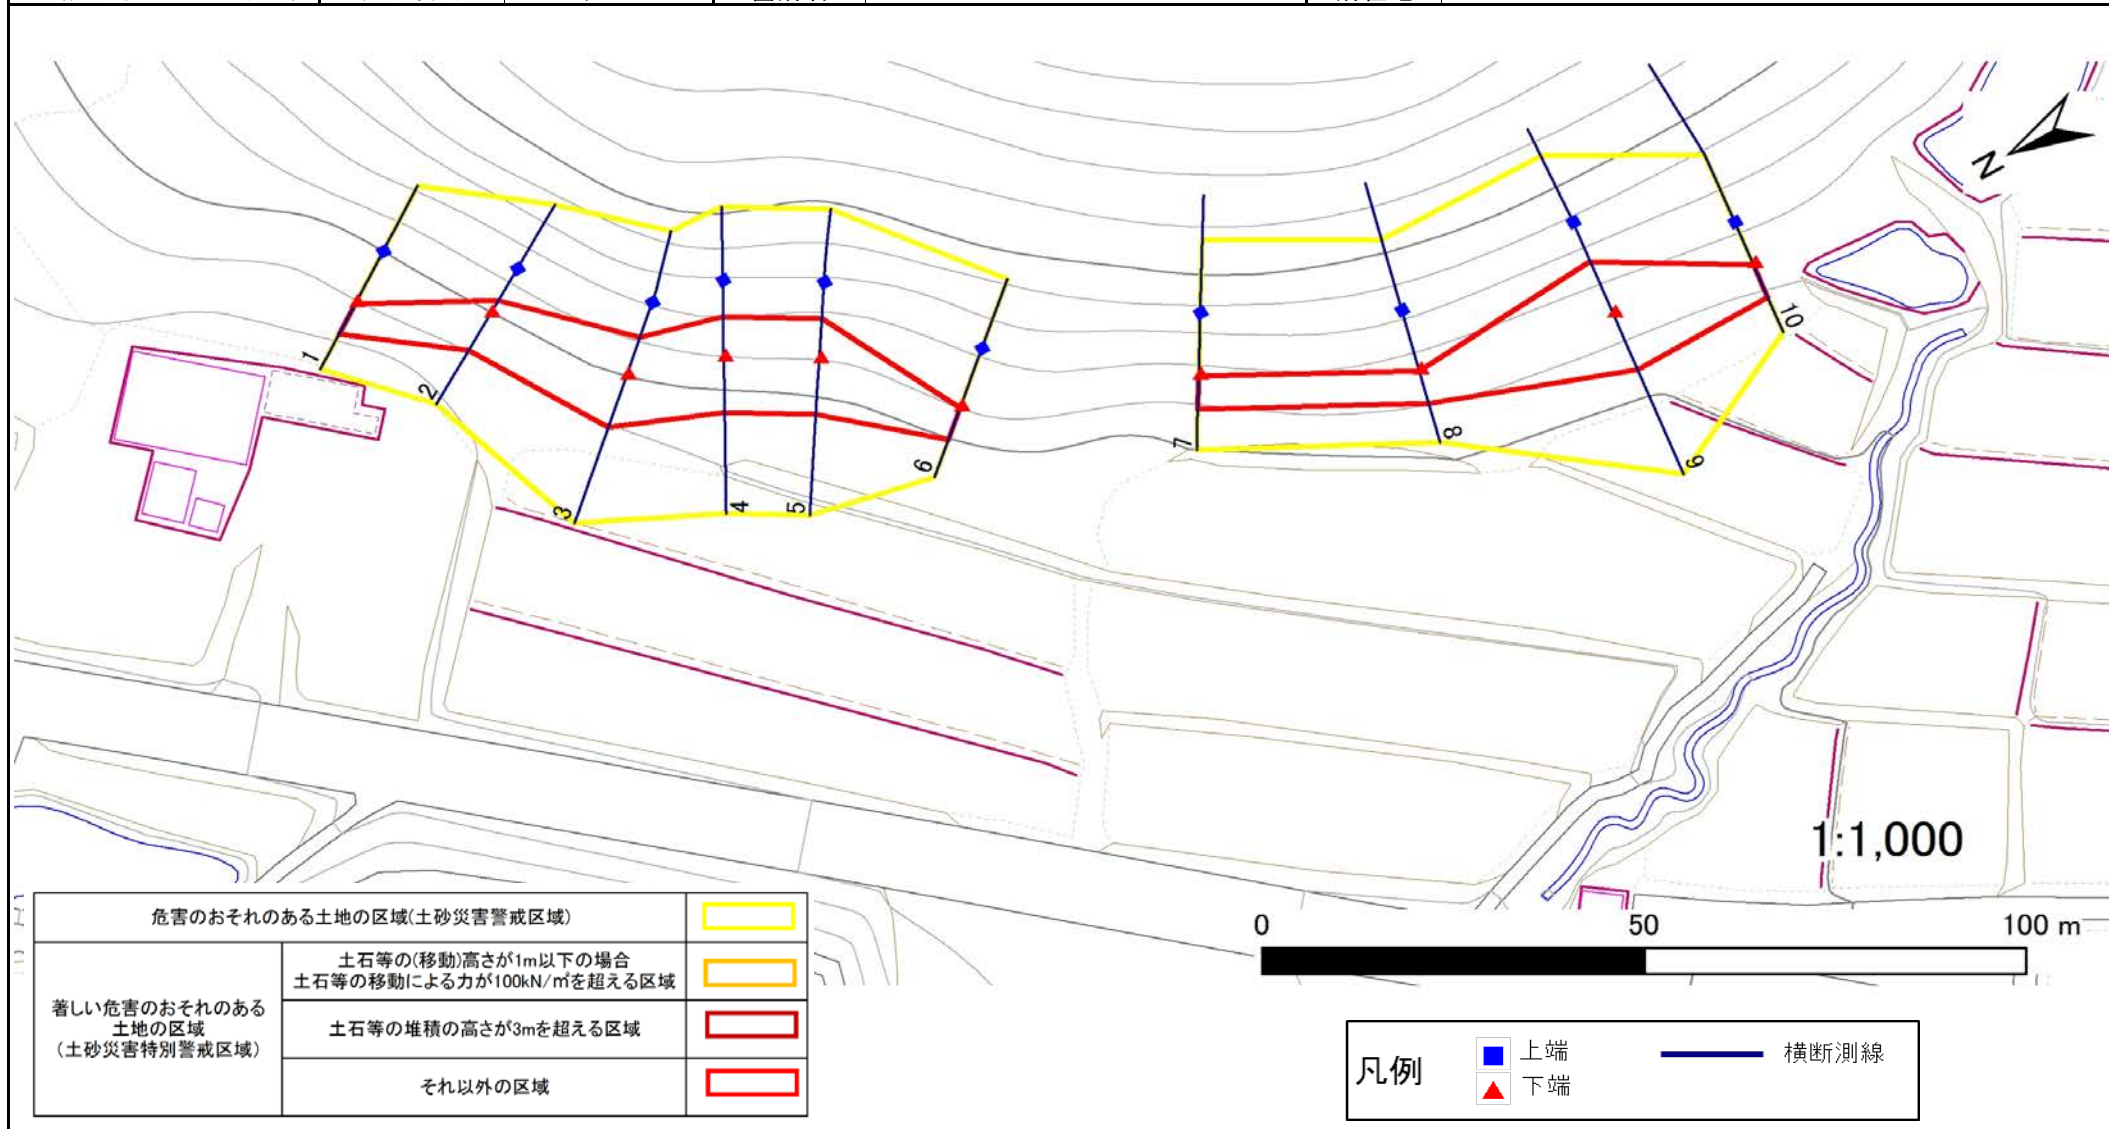 N
1
2
3
4
5
6
7
8
9
10
1:1,000
0 50 100 m
危害のおそれのある土地の区域(土砂災害警戒区域)
著しい危害のおそれのある
土地の区域
(土砂災害特別警戒区域)
土石等の(移動)高さが1m以下の場合
土石等の移動による力が100kN/㎡を超える区域
土石等の堆積の高さが3mを超える区域
それ以外の区域
凡例
上端
下端
横断測線